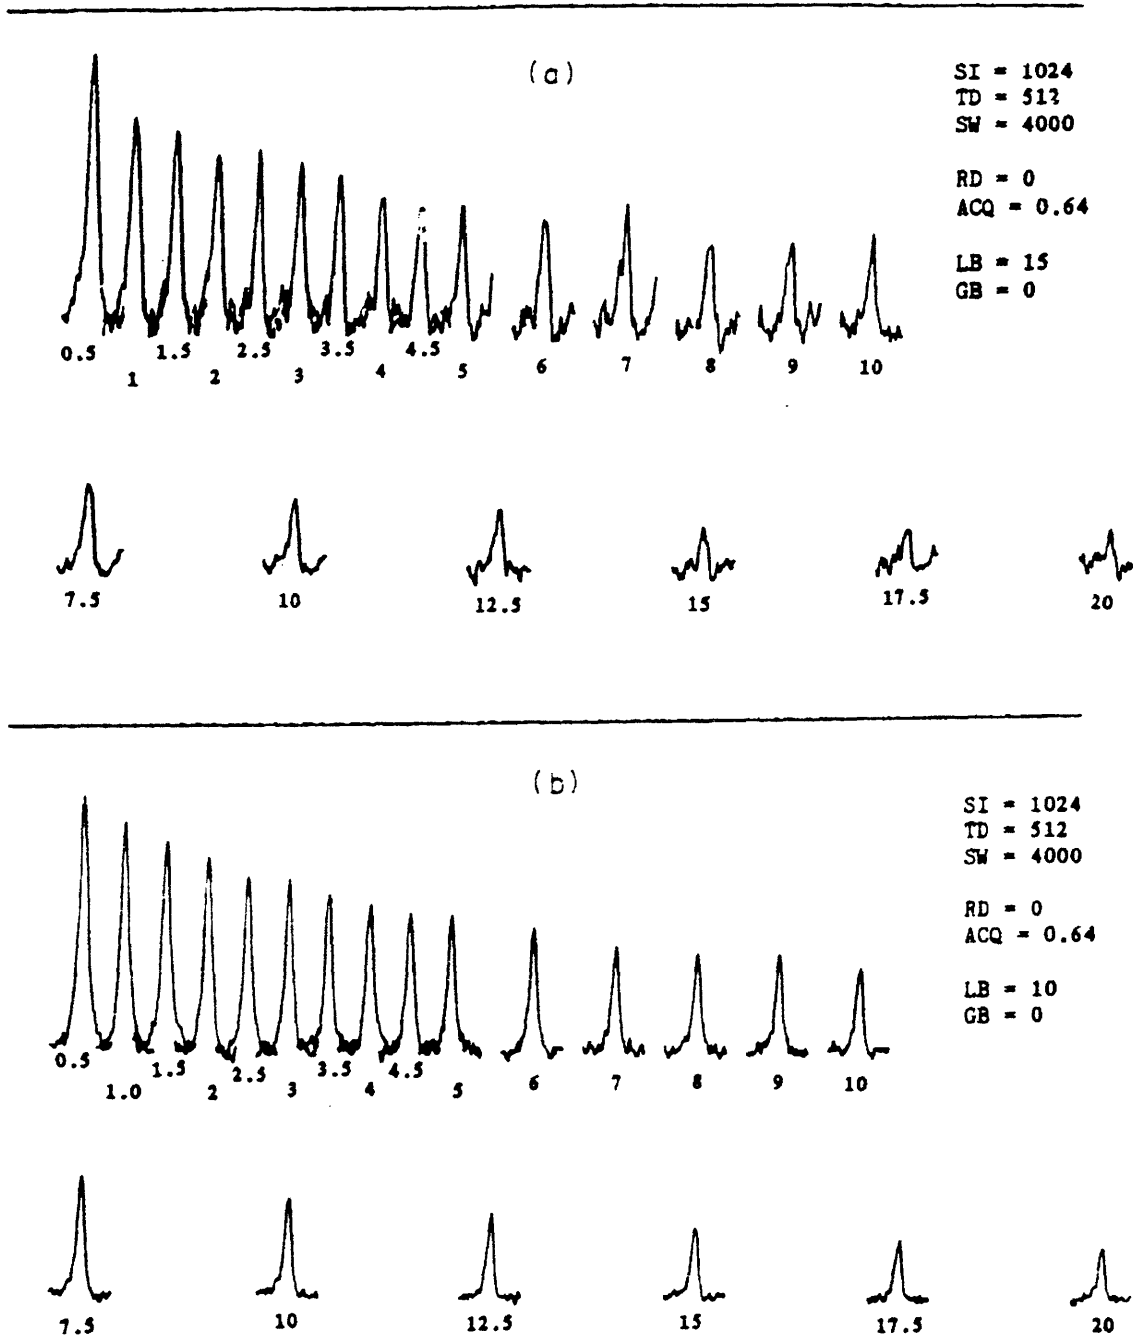 (a)
SI = 1024
TD = 512
SW = 4000
RD = 0
ACQ = 0.64
LB = 15
GB = 0
0.5 1.5 2.5 3.5 4.5
1 2 3 4 5 6 7 8 9 10
7.5 10 12.5 15 17.5 20
(b)
SI = 1024
TD = 512
SW = 4000
RD = 0
ACQ = 0.64
LB = 10
GB = 0
0.5 1.5 2.5 3.5 4.5
1.0 2 3 4 5 6 7 8 9 10
7.5 10 12.5 15 17.5 20